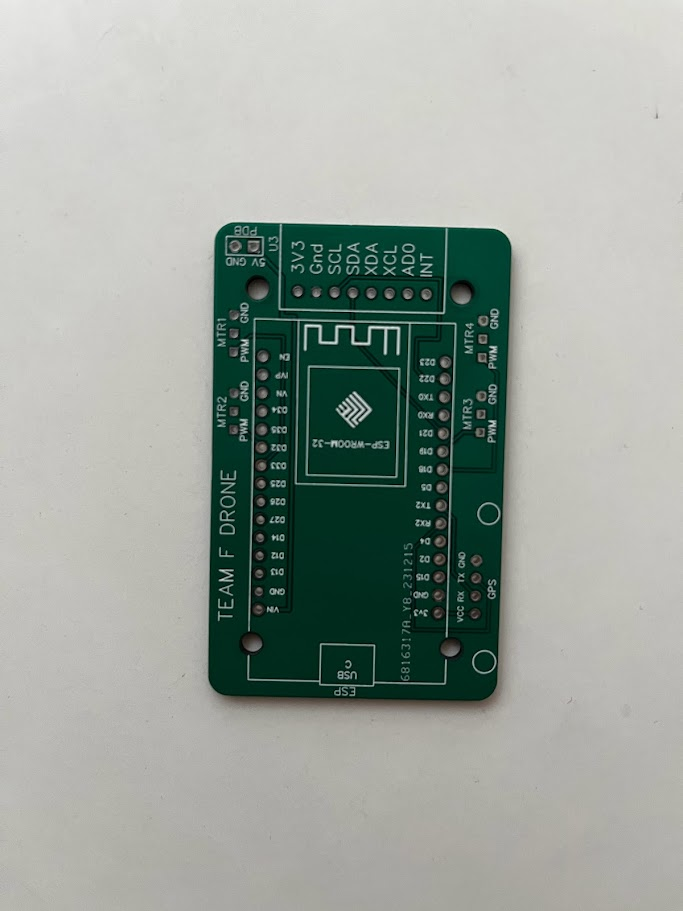 PDB
5V GND
U3
3V3
Gnd
SCL
SDA
XDA
XCL
ADO
INT
MTR1
GND
PWM
MTR2
GND
PWM
MTR4
GND
PWM
MTR3
GND
PWM
EN
VN
D34
D35
D32
D33
D25
D26
D27
D14
D12
D13
GND
VIN
D23
D22
TX0
RX0
D21
D19
D18
D5
TX2
RX2
D4
D2
D15
GND
3V3
ESP-WROOM-32
TEAM F DRONE
6816317A_Y8_231215
VCC RX TX GND
GPS
USB
C
ESP